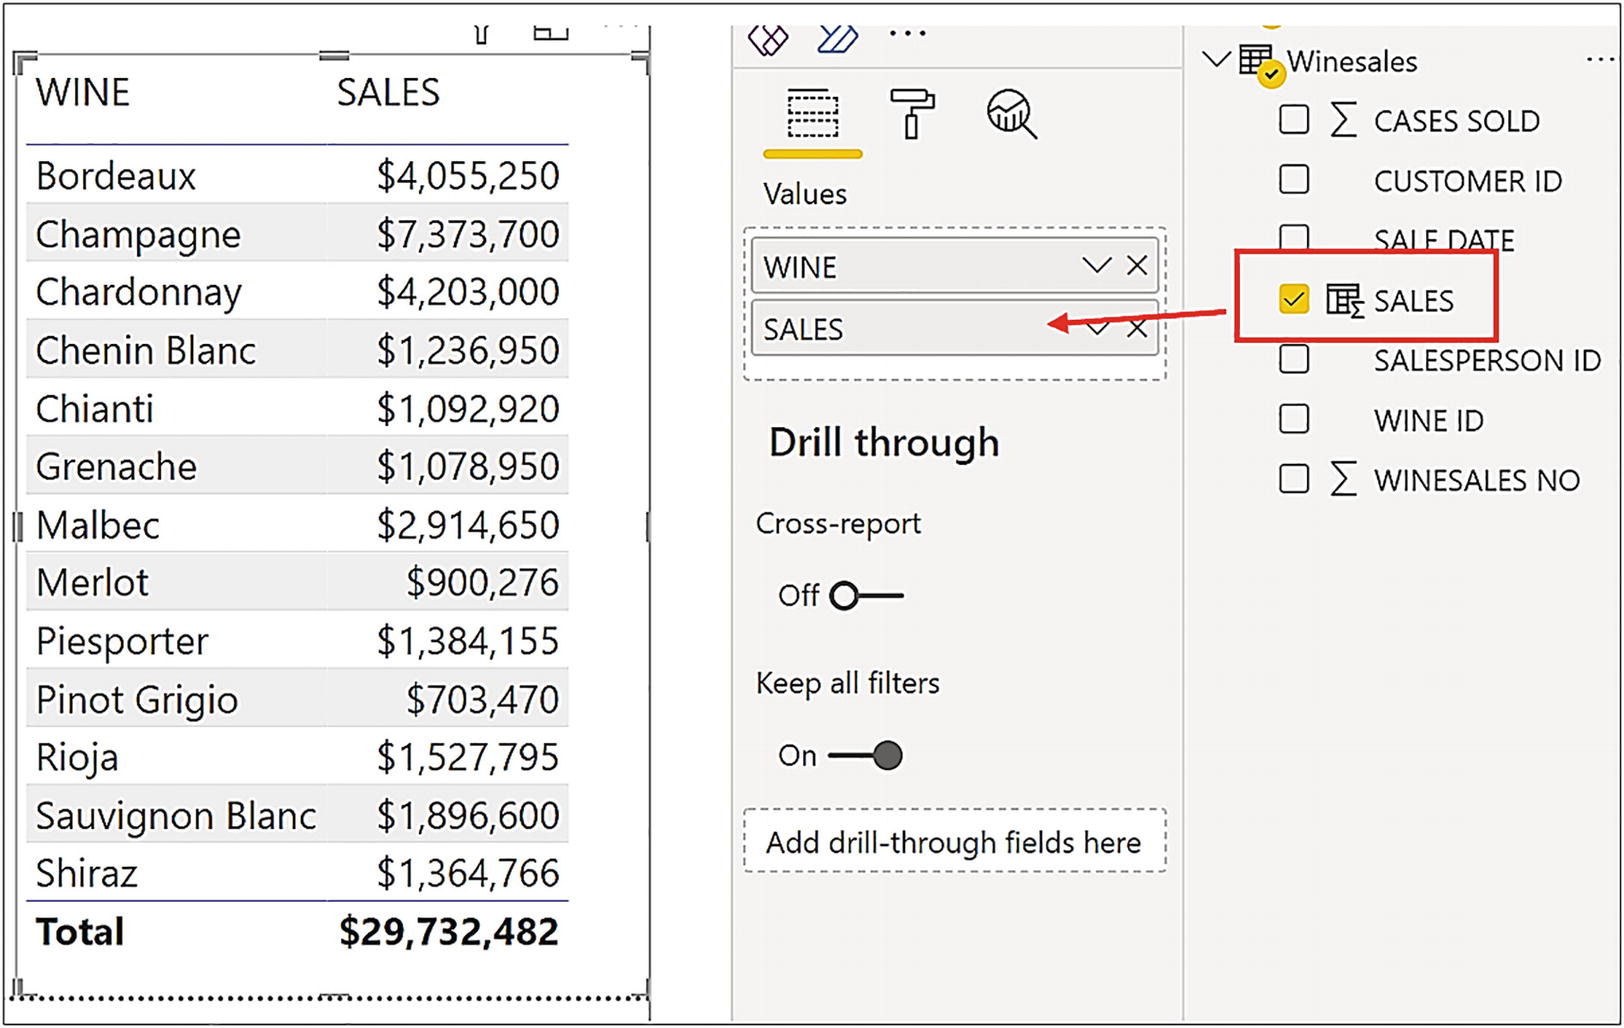 WINE SALES
Bordeaux $4,055,250
Champagne $7,373,700
Chardonnay $4,203,000
Chenin Blanc $1,236,950
Chianti $1,092,920
Grenache $1,078,950
Malbec $2,914,650
Merlot $900,276
Piesporter $1,384,155
Pinot Grigio $703,470
Rioja $1,527,795
Sauvignon Blanc $1,896,600
Shiraz $1,364,766
Total $29,732,482
Values
WINE
SALES
Drill through
Cross-report
Off
Keep all filters
On
Add drill-through fields here
Winesales
CASES SOLD
CUSTOMER ID
SALE DATE
SALES
SALESPERSON ID
WINE ID
WINESALES NO